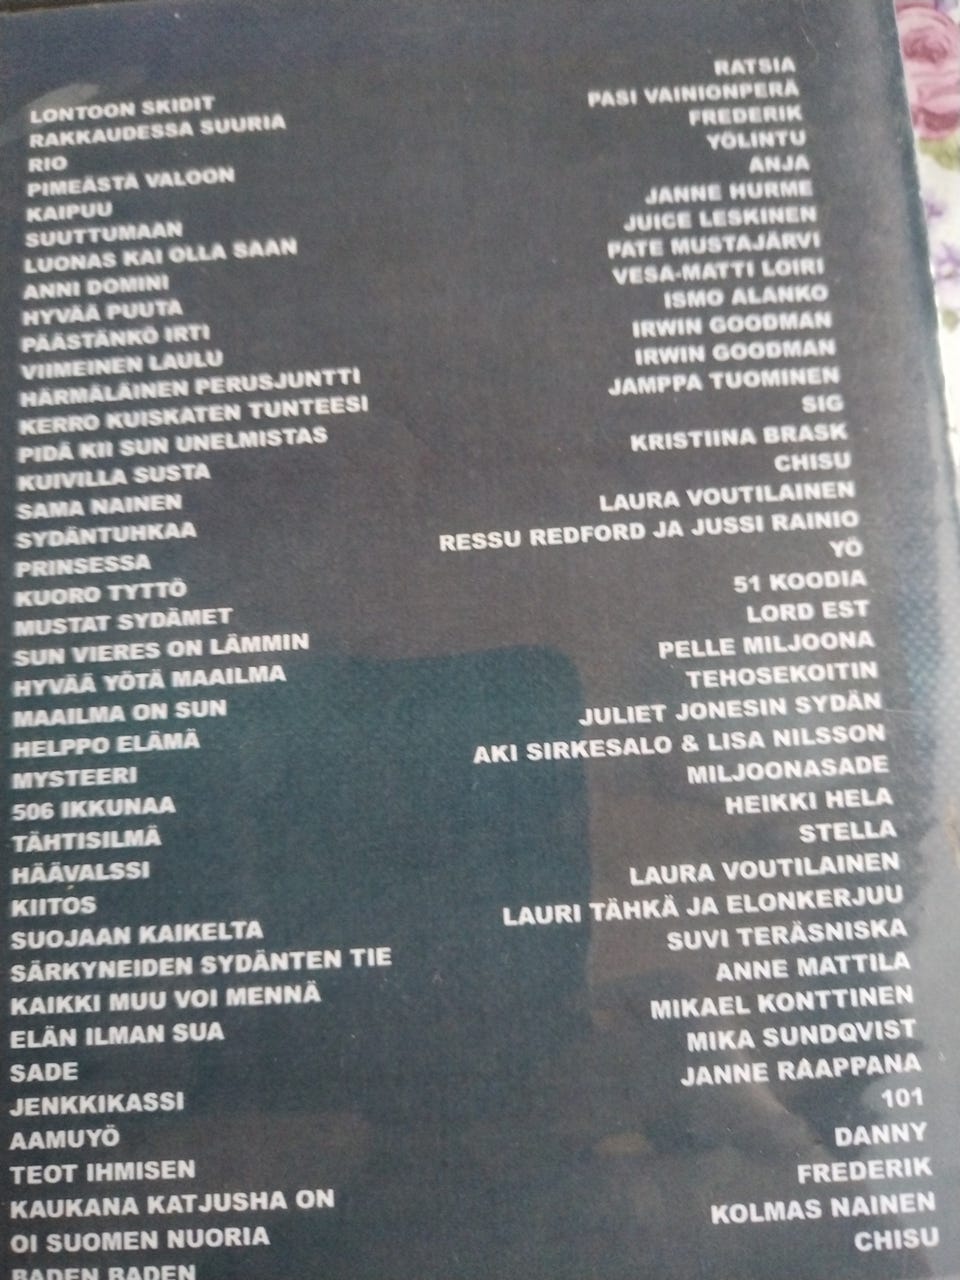 LONTOON SKIDIT RATSIA
RAKKAUDESSA SUURIA PASI VAINIONPERÄ
RIO FREDERIK
PIMEÄSTÄ VALOON YÖLINTU
KAIPUU ANJA
SUUTTUMAAN JANNE HURME
LUONAS KAI OLLA SAAN JUICE LESKINEN
ANNI DOMINI PATE MUSTAJÄRVI
HYVÄÄ PUUTA VESA-MATTI LOIRI
PÄÄSTÄNKÖ IRTI ISMO ALANKO
VIIMEINEN LAULU IRWIN GOODMAN
HÄRMÄLÄINEN PERUSJUNTTI IRWIN GOODMAN
KERRO KUISKATEN TUNTEESI JAMPPA TUOMINEN
PIDÄ KII SUN UNELMISTAS SIG
KUIVILLA SUSTA KRISTIINA BRASK
SAMA NAINEN CHISU
SYDÄNTUHKAA LAURA VOUTILAINEN
PRINSESSA RESSU REDFORD JA JUSSI RAINIO
KUORO TYTTÖ YÖ
MUSTAT SYDÄMET 51 KOODIA
SUN VIERES ON LÄMMIN LORD EST
HYVÄÄ YÖTÄ MAAILMA PELLE MILJOONA
MAAILMA ON SUN TEHOSEKOITIN
HELPPO ELÄMÄ JULIET JONESIN SYDÄN
MYSTEERI AKI SIRKESALO & LISA NILSSON
506 IKKUNAA MILJOONASADE
TÄHTISILMÄ HEIKKI HELA
HÄÄVALSSI STELLA
KIITOS LAURA VOUTILAINEN
SUOJAAN KAIKELTA LAURI TÄHKÄ JA ELONKERJUU
SÄRKYNEIDEN SYDÄNTEN TIE SUVI TERÄSNISKA
KAIKKI MUU VOI MENNÄ ANNE MATTILA
ELÄN ILMAN SUA MIKAEL KONTTINEN
SADE MIKA SUNDQVIST
JENKKIKASSI JANNE RAAPPANA
AAMUYÖ 101
TEOT IHMISEN DANNY
KAUKANA KATJUSHA ON FREDERIK
OI SUOMEN NUORIA KOLMAS NAINEN
BADEN BADEN CHISU